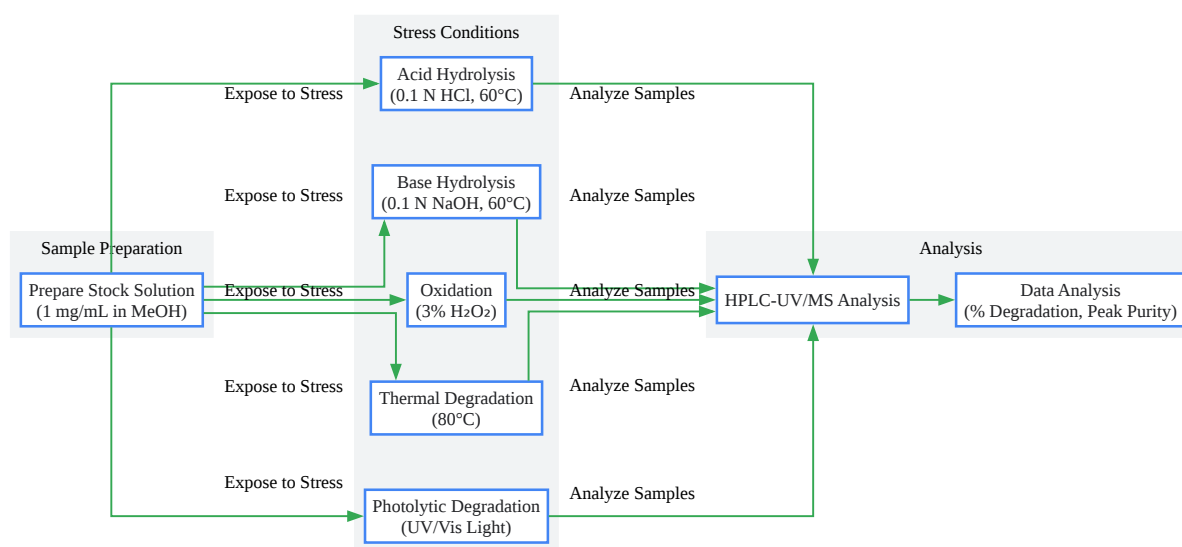 Stress Conditions
Acid Hydrolysis
(0.1 N HCl, 60°C)
Expose to Stress
Analyze Samples
Base Hydrolysis
(0.1 N NaOH, 60°C)
Expose to Stress
Analyze Samples
Sample Preparation
Analysis
Prepare Stock Solution
(1 mg/mL in MeOH)
Expose to Stress
Oxidation
(3% H₂O₂)
Analyze Samples
HPLC-UV/MS Analysis
Data Analysis
(% Degradation, Peak Purity)
Expose to Stress
Thermal Degradation
(80°C)
Analyze Samples
Expose to Stress
Photolytic Degradation
(UV/Vis Light)
Analyze Samples